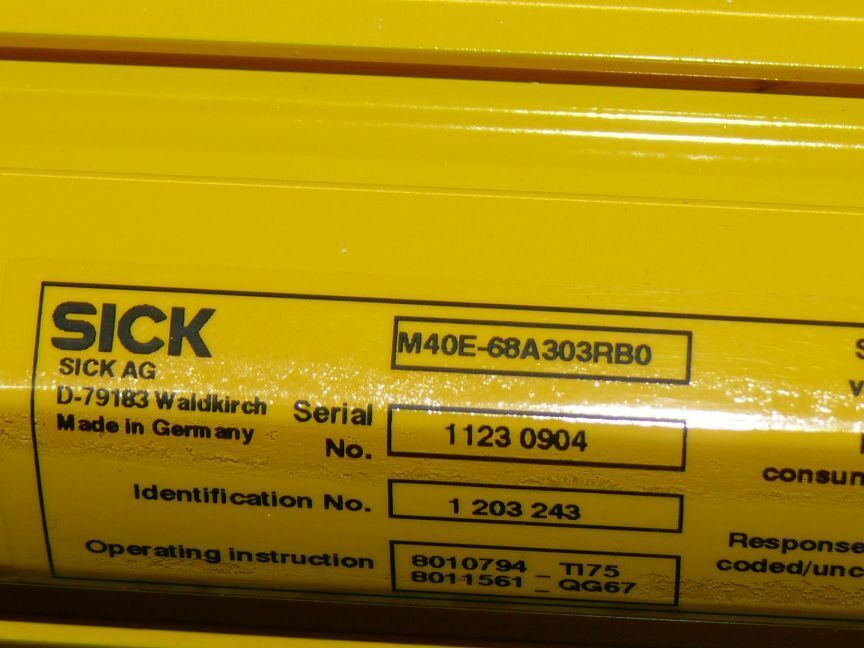 SICK
SICK AG
D-79183 Waldkirch
Made in Germany
M40E-68A303RB0
Serial No.
1123 0904
Identification No.
1 203 243
Operating instruction
8010794 _ TI75
8011561 _ QG67
S
consum
Response
coded/unc